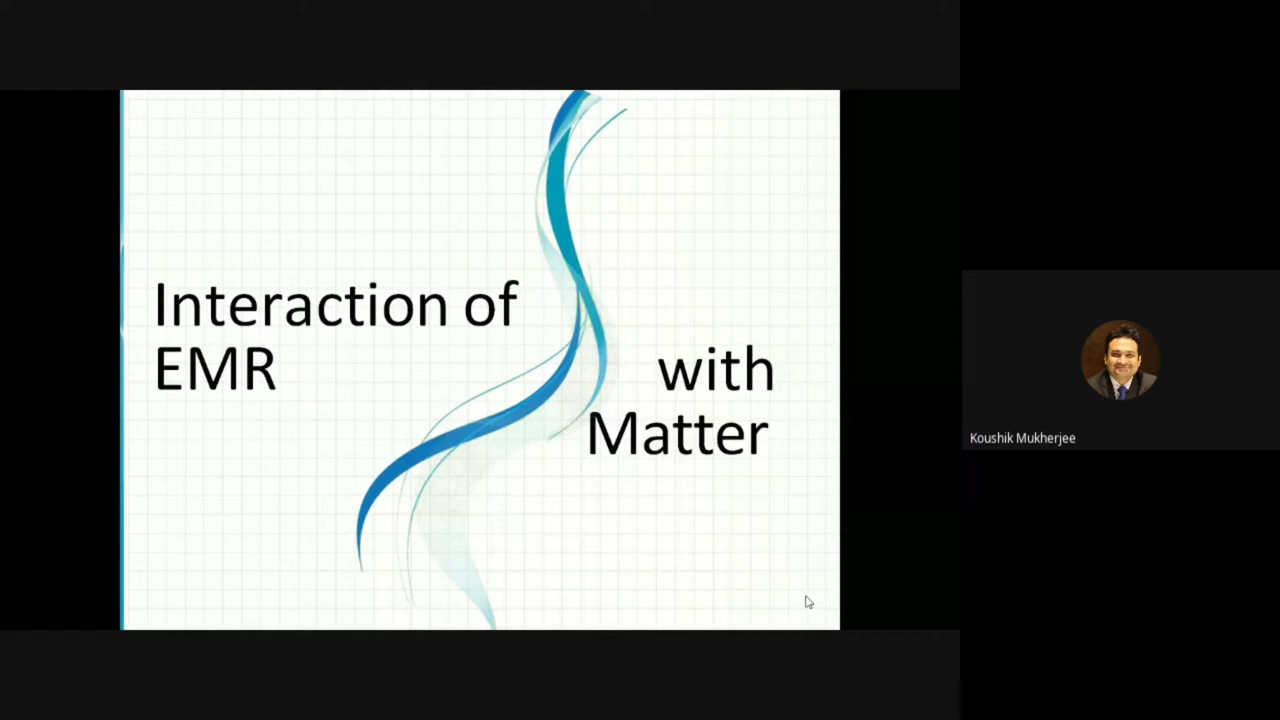 Interaction of
EMR
with
Matter
Koushik Mukherjee